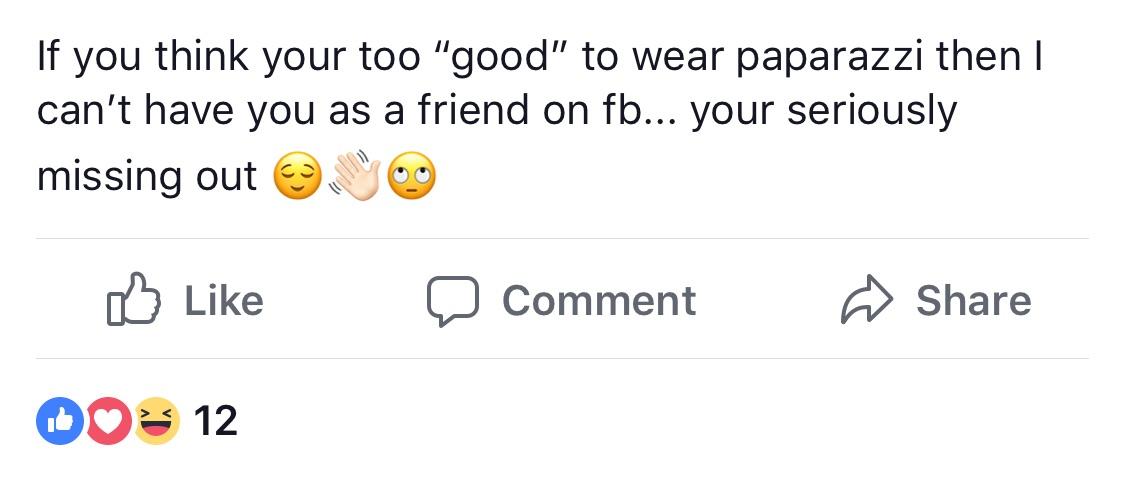 If you think your too “good” to wear paparazzi then I
can’t have you as a friend on fb... your seriously
missing out 😌👋🏻🙄
Like Comment Share
12